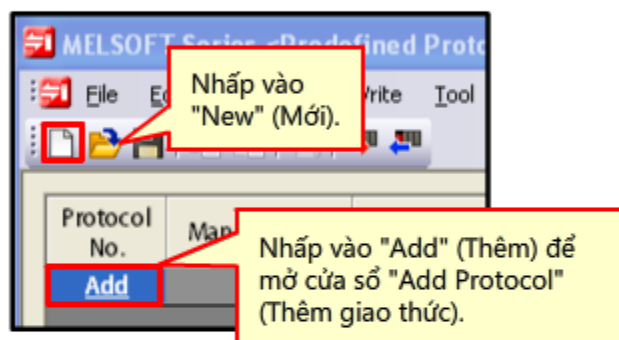 MELSOFT Series <Predefined Proto
Nhấp vào
"New" (Mới).
File
Write Tool
Protocol
No.
Nhấp vào "Add" (Thêm) để
mở cửa sổ "Add Protocol"
(Thêm giao thức).
Add